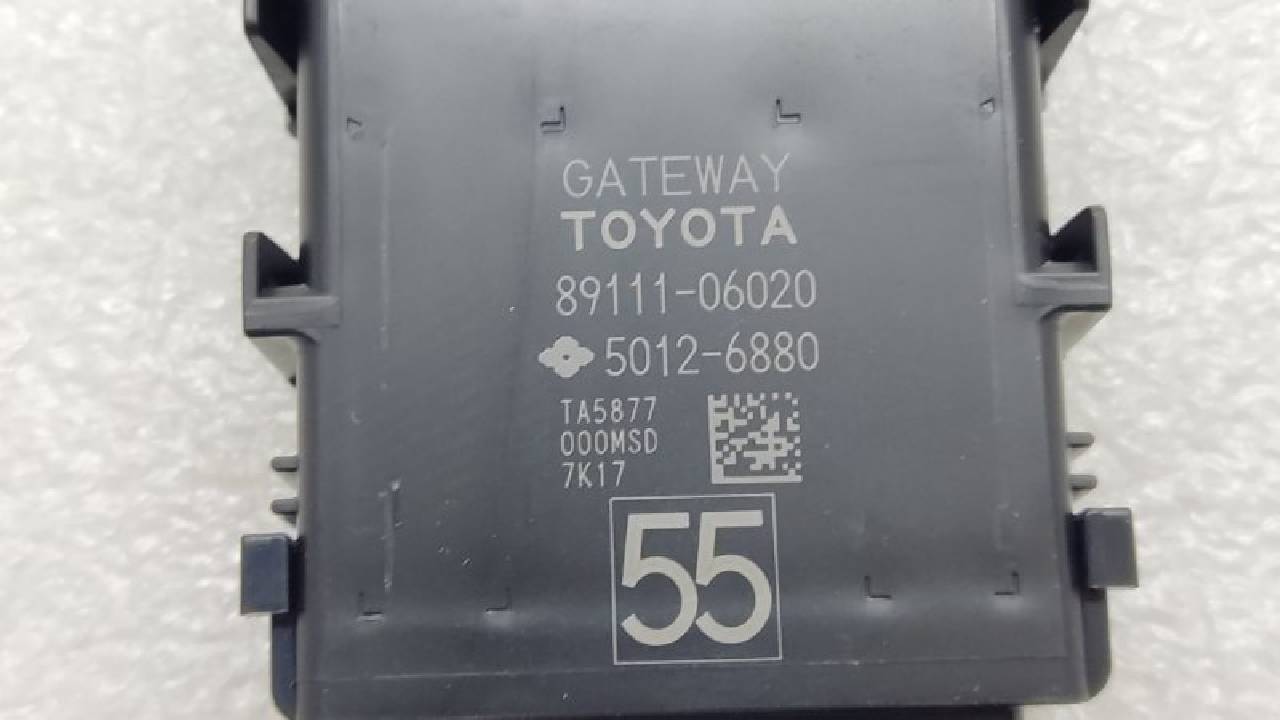 GATEWAY
TOYOTA
89111-06020
5012-6880
TA5877
000MSD
7K17
55